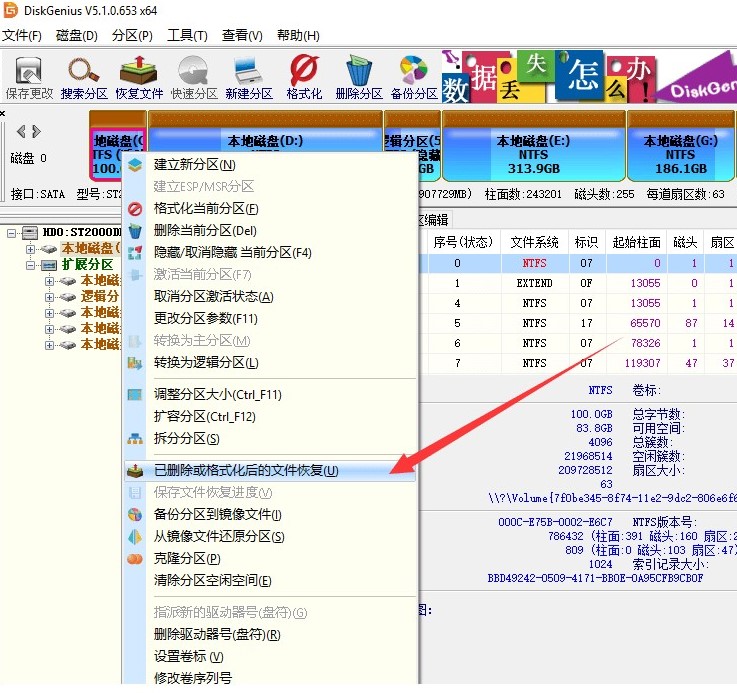 DiskGenius V5.1.0.653 x64
文件(F) 磁盘(D) 分区(P) 工具(T) 查看(V) 帮助(H)
保存更改 搜索分区 恢复文件 快速分区 新建分区 格式化 删除分区 备份分区
数据丢失怎么办!
DiskGen
磁盘 0
本地磁盘(C
100.
本地磁盘(D:)
逻辑分区(5
GB
本地磁盘(E:)
NTFS
313.9GB
本地磁盘(G:)
NTFS
186.1GB
接口:SATA 型号:ST2
907729MB) 柱面数:243201 磁头数:255 每道扇区数:63
HD0:ST2000D
本地磁盘(
扩展分区
本地磁
逻辑分
本地磁
本地磁
本地磁
建立新分区(N)
建立ESP/MSR分区
格式化当前分区(F)
删除当前分区(Del)
隐藏/取消隐藏 当前分区(F4)
激活当前分区(F7)
取消分区激活状态(A)
更改分区参数(F11)
转换为主分区(M)
转换为逻辑分区(L)
调整分区大小(Ctrl_F11)
扩容分区(Ctrl_F12)
拆分分区(S)
已删除或格式化后的文件恢复(U)
保存文件恢复进度(V)
备份分区到镜像文件(I)
从镜像文件还原分区(S)
克隆分区(P)
清除分区空闲空间(E)
指派新的驱动器号(盘符)(G)
删除驱动器号(盘符)(R)
设置卷标 (V)
修改卷序列号
区编辑
序号(状态) 文件系统 标识 起始柱面 磁头 扇区
0 NTFS 07 0 1 1
1 EXTEND 0F 13055 0 1
4 NTFS 07 13055 1 1
5 NTFS 17 65570 87 14
6 NTFS 07 78326 1 1
7 NTFS 07 119307 47 37
NTFS 卷标:
100.0GB 总字节数:
83.8GB 可用空间:
4096 总簇数:
21968514 空闲簇数:
209728512 扇区大小:
63
\\?\Volume{7f0be345-8f74-11e2-9dc2-806e6f6
000C-E75B-0002-E6C7 NTFS版本号:
786432 (柱面:391 磁头:160 扇区:2
809 (柱面:0 磁头:103 扇区:47)
1024 索引记录大小:
BBD49242-0509-4171-BB0E-0A95CFB9CB0F
图: